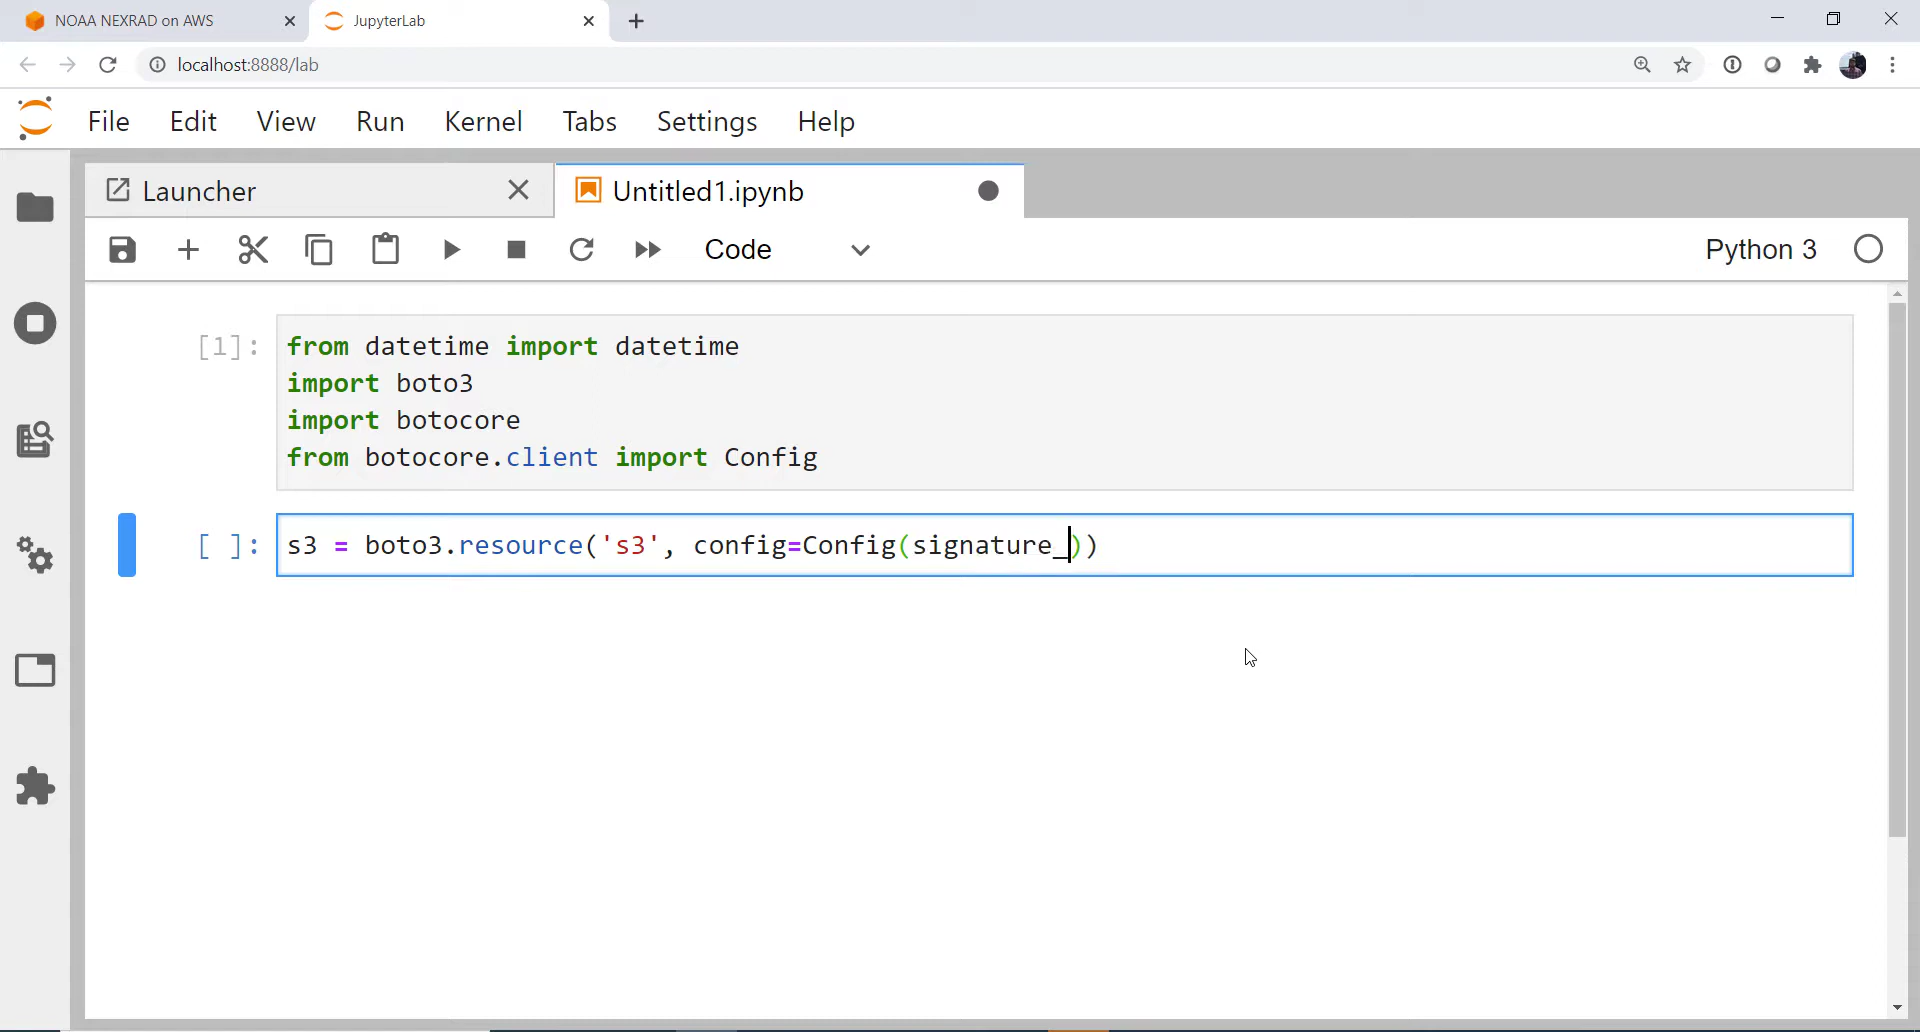 NOAA NEXRAD on AWS
JupyterLab
localhost:8888/lab
File Edit View Run Kernel Tabs Settings Help
Launcher
Untitled1.ipynb
Code
Python 3
[1]: from datetime import datetime
import boto3
import botocore
from botocore.client import Config
[ ]: s3 = boto3.resource('s3', config=Config(signature_))